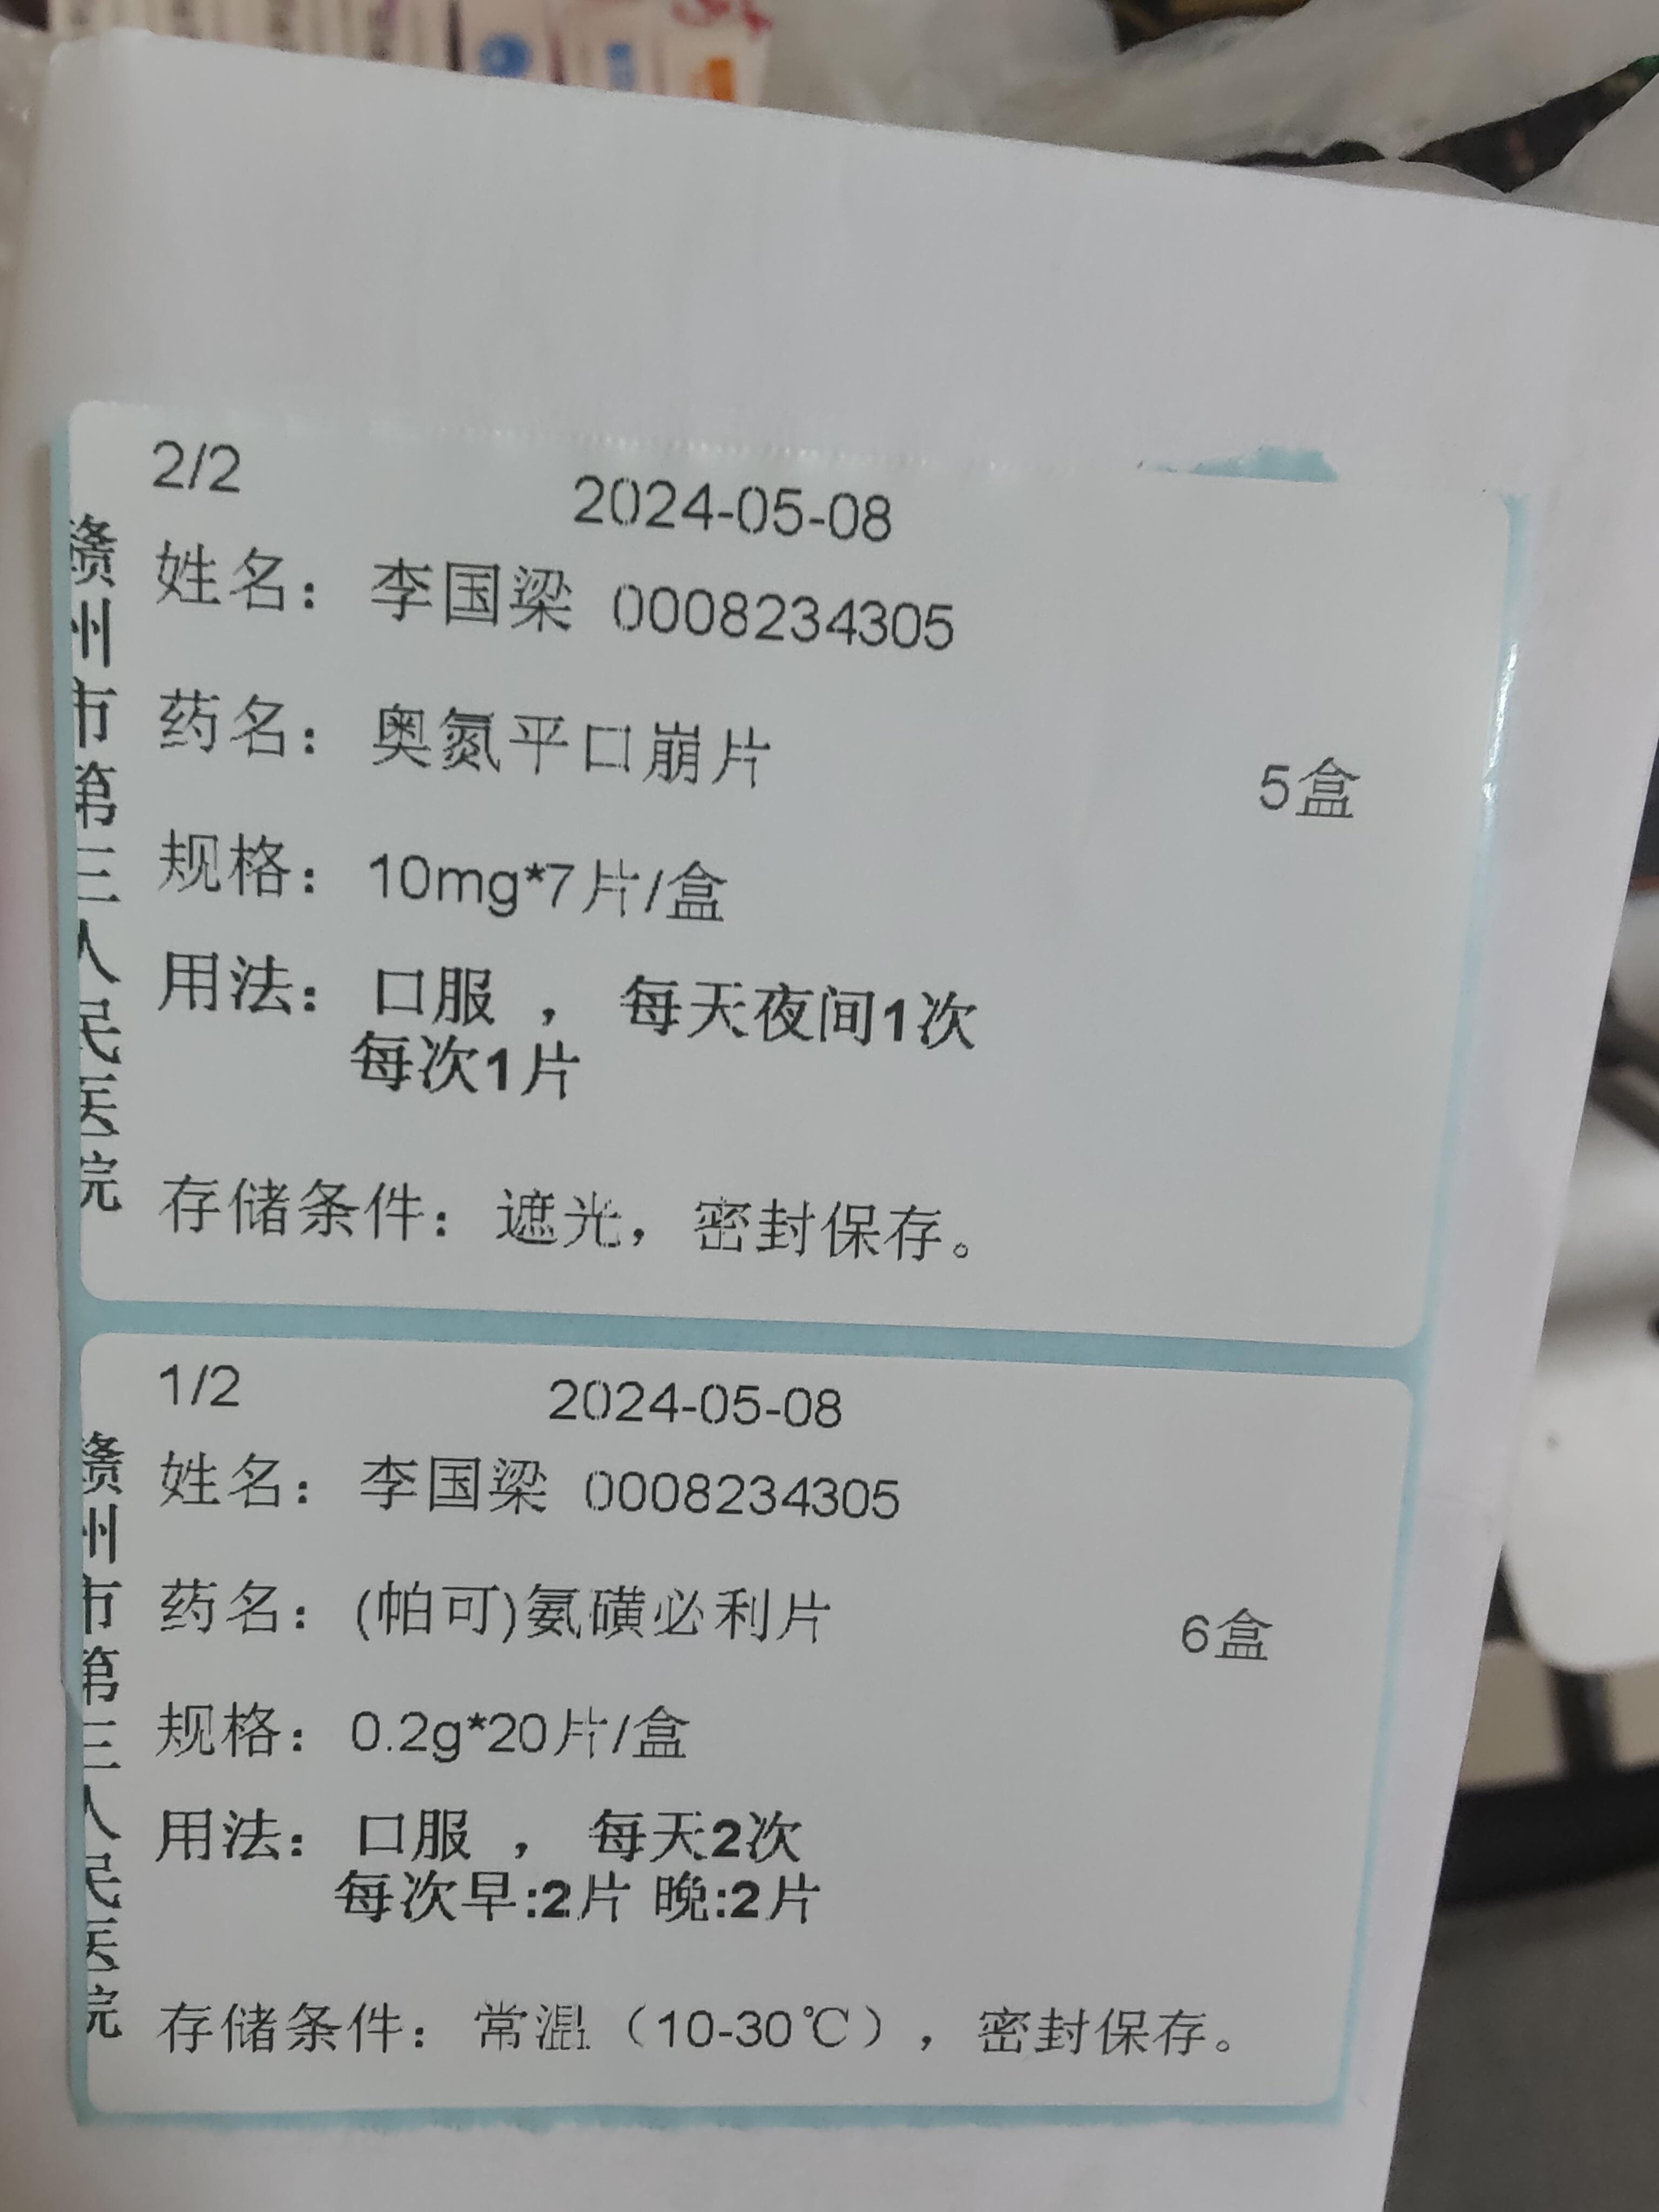 2/2
2024-05-08
姓名：李国梁 0008234305
药名：奥氮平口崩片
5盒
规格：10mg*7片/盒
用法：口服 ， 每天夜间1次
每次1片
存储条件：遮光，密封保存。
赣州市第三人民医院
1/2
2024-05-08
姓名：李国梁 0008234305
药名：(帕可)氨磺必利片
6盒
规格：0.2g*20片/盒
用法：口服 ， 每天2次
每次早:2片 晚:2片
存储条件：常温（10-30℃），密封保存。
赣州市第三人民医院